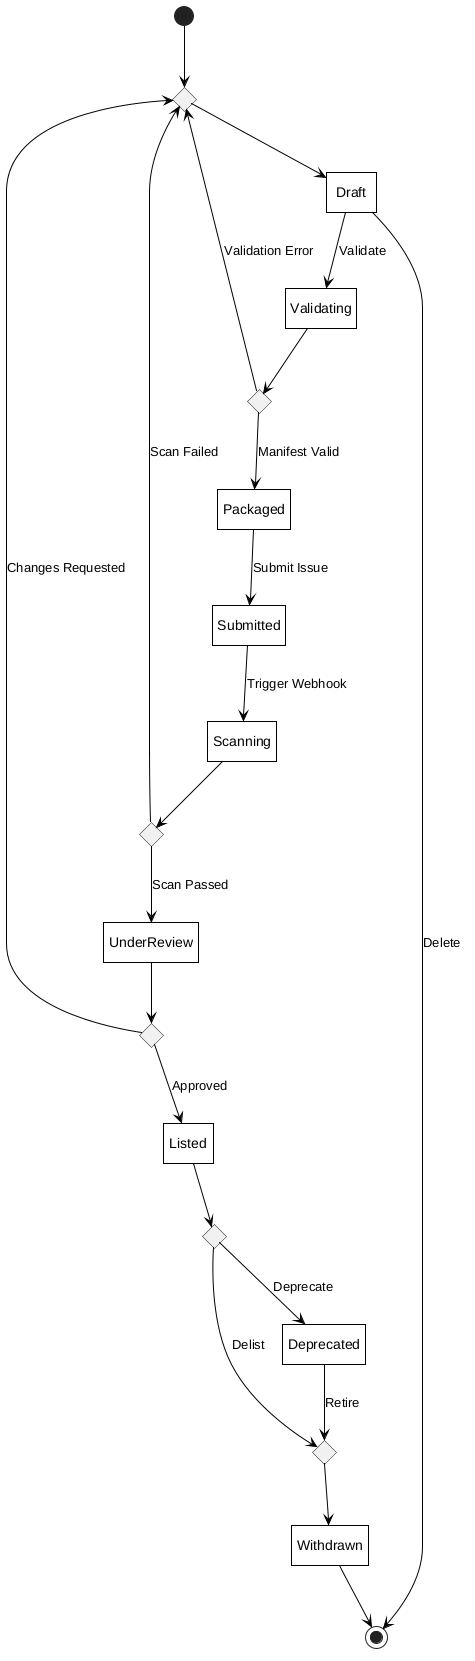 Draft
Validation Error
Validate
Validating
Scan Failed
Manifest Valid
Packaged
Changes Requested
Submit Issue
Submitted
Trigger Webhook
Scanning
Scan Passed
UnderReview
Delete
Approved
Listed
Deprecate
Delist
Deprecated
Retire
Withdrawn